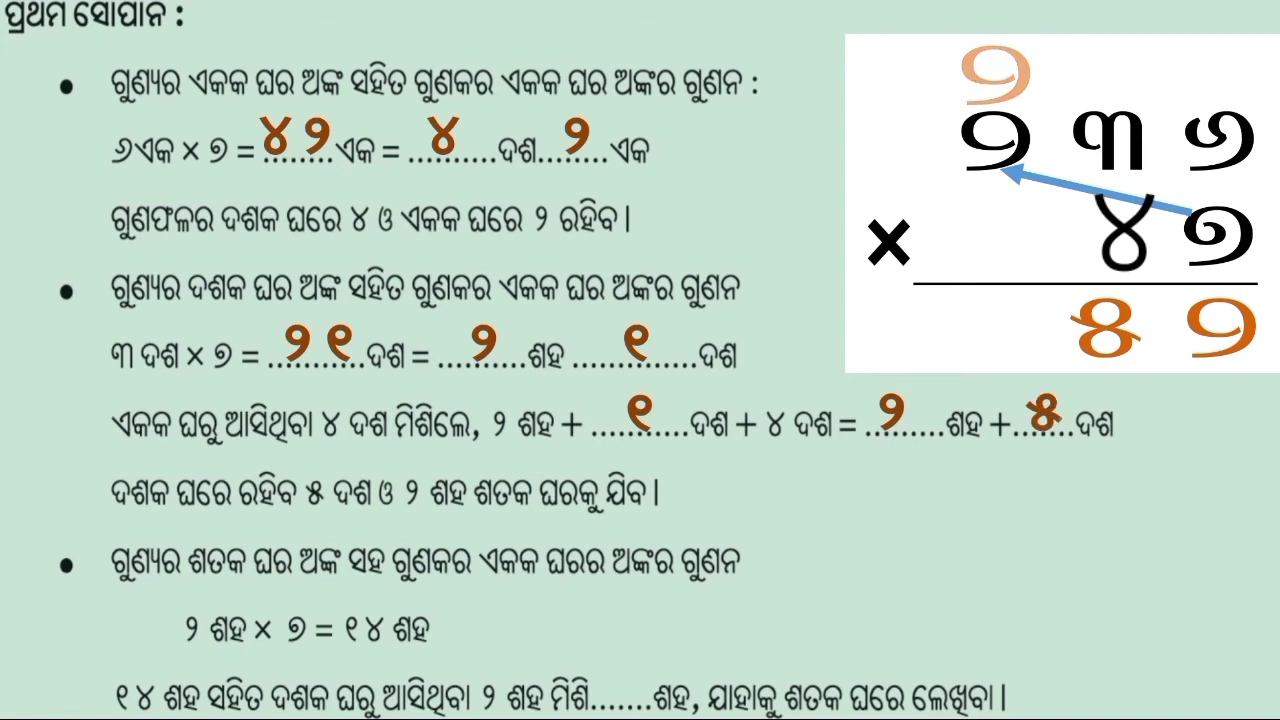 ପ୍ରଥମ ସୋପାନ :
• ଗୁଣ୍ୟର ଏକକ ଘର ଅଙ୍କ ସହିତ ଗୁଣକର ଏକକ ଘର ଅଙ୍କର ଗୁଣନ :
୬ଏକ × ୭ = ୪୨ ଏକ = ୪ ଦଶ ୨ ଏକ
ଗୁଣଫଳର ଦଶକ ଘରେ ୪ ଓ ଏକକ ଘରେ ୨ ରହିବ।
• ଗୁଣ୍ୟର ଦଶକ ଘର ଅଙ୍କ ସହିତ ଗୁଣକର ଏକକ ଘର ଅଙ୍କର ଗୁଣନ
୩ ଦଶ × ୭ = ୨୧ ଦଶ = ୨ ଶହ ୧ ଦଶ
ଏକକ ଘରୁ ଆସିଥିବା ୪ ଦଶ ମିଶିଲେ, ୨ ଶହ + ୧ ଦଶ + ୪ ଦଶ = ୨ ଶହ + ୫ ଦଶ
ଦଶକ ଘରେ ରହିବ ୫ ଦଶ ଓ ୨ ଶହ ଶତକ ଘରକୁ ଯିବ।
• ଗୁଣ୍ୟର ଶତକ ଘର ଅଙ୍କ ସହ ଗୁଣକର ଏକକ ଘରର ଅଙ୍କର ଗୁଣନ
୨ ଶହ × ୭ = ୧୪ ଶହ
୧୪ ଶହ ସହିତ ଦଶକ ଘରୁ ଆସିଥିବା ୨ ଶହ ମିଶି.......ଶହ, ଯାହାକୁ ଶତକ ଘରେ ଲେଖିବା।
୨
୨ ୩ ୬
× ୪ ୭
୫ ୨